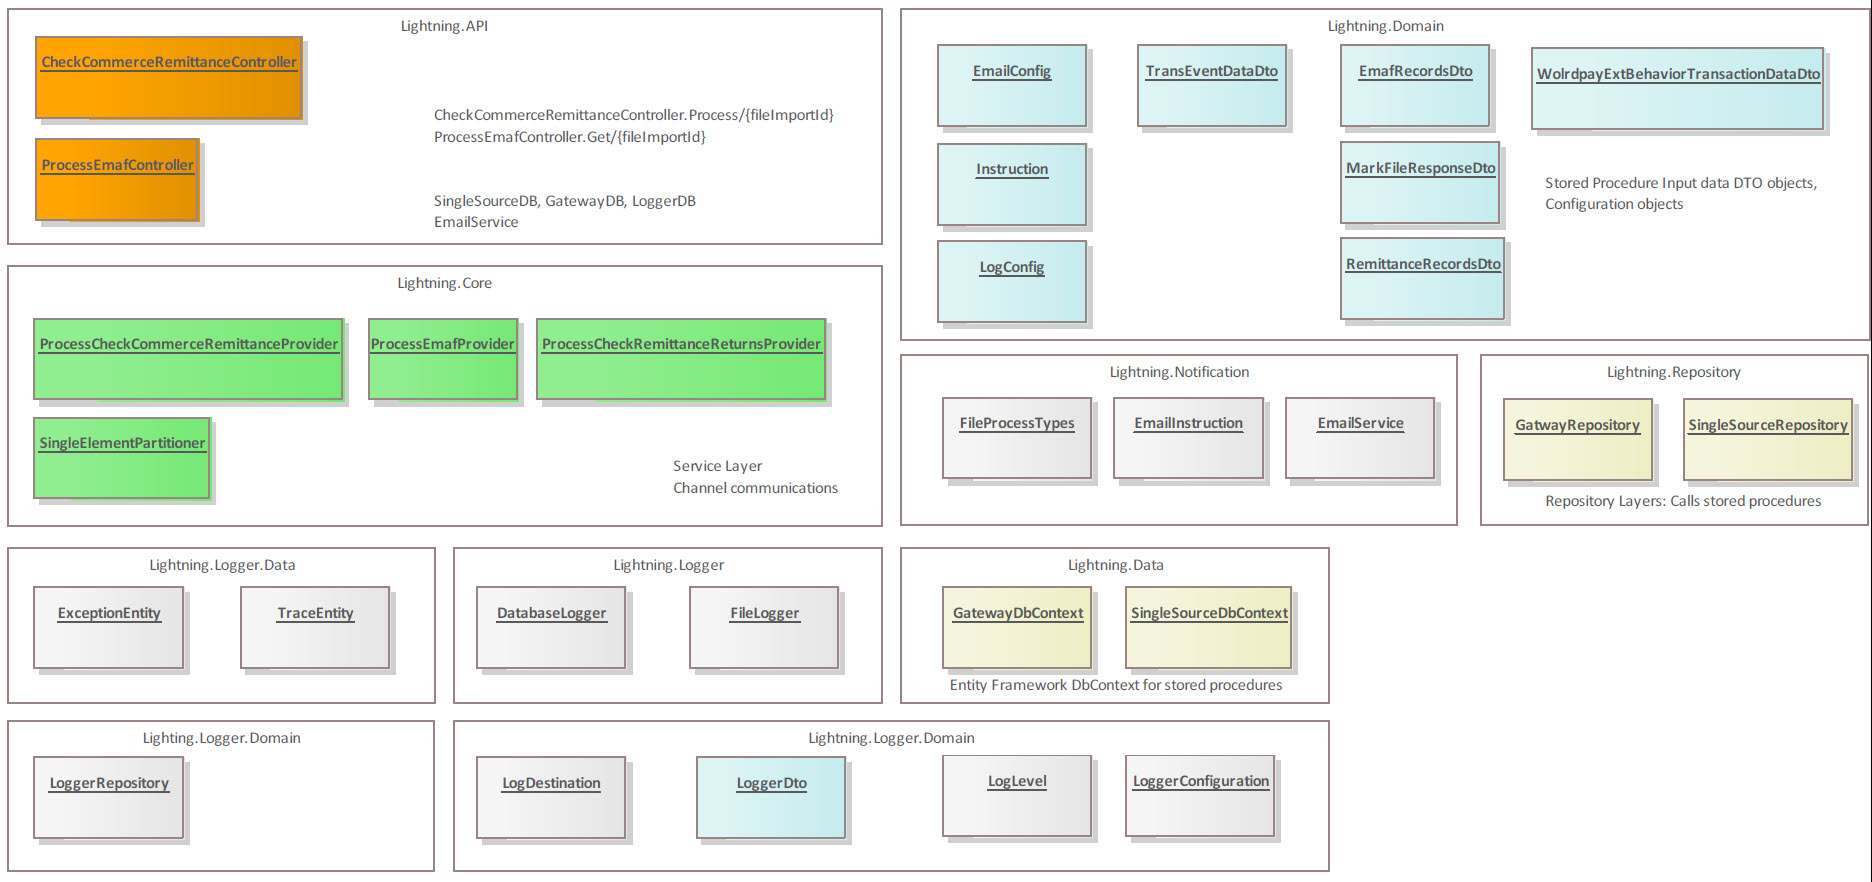 Lightning.API
CheckCommerceRemittanceController
ProcessEmafController
CheckCommerceRemittanceController.Process/{fileImportId}
ProcessEmafController.Get/{fileImportId}
SingleSourceDB, GatewayDB, LoggerDB
EmailService
Lightning.Domain
EmailConfig
TransEventDataDto
EmafRecordsDto
WolrdpayExtBehaviorTransactionDataDto
Instruction
MarkFileResponseDto
Stored Procedure Input data DTO objects,
Configuration objects
LogConfig
RemittanceRecordsDto
Lightning.Core
ProcessCheckCommerceRemittanceProvider
ProcessEmafProvider
ProcessCheckRemittanceReturnsProvider
SingleElementPartitioner
Service Layer
Channel communications
Lightning.Notification
FileProcessTypes
EmailInstruction
EmailService
Lightning.Repository
GatwayRepository
SingleSourceRepository
Repository Layers: Calls stored procedures
Lightning.Logger.Data
ExceptionEntity
TraceEntity
Lightning.Logger
DatabaseLogger
FileLogger
Lightning.Data
GatewayDbContext
SingleSourceDbContext
Entity Framework DbContext for stored procedures
Lighting.Logger.Domain
LoggerRepository
Lightning.Logger.Domain
LogDestination
LoggerDto
LogLevel
LoggerConfiguration